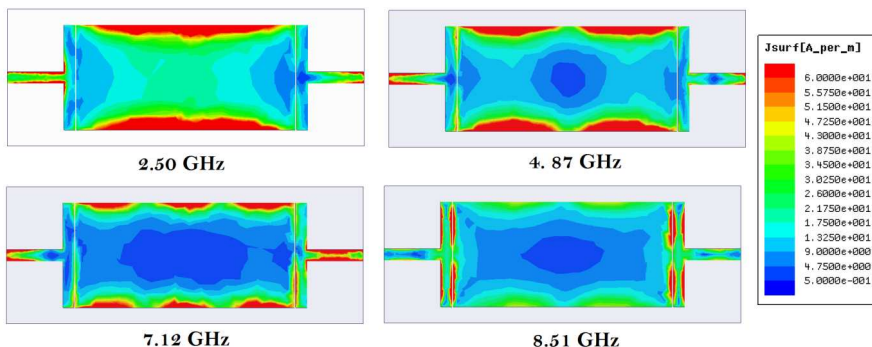 2.50 GHz
4. 87 GHz
7.12 GHz
8.51 GHz
Jsurf[A_per_m]
6.0000e+001
5.5750e+001
5.1500e+001
4.7250e+001
4.3000e+001
3.8750e+001
3.4500e+001
3.0250e+001
2.6000e+001
2.1750e+001
1.7500e+001
1.3250e+001
9.0000e+000
4.7500e+000
5.0000e-001